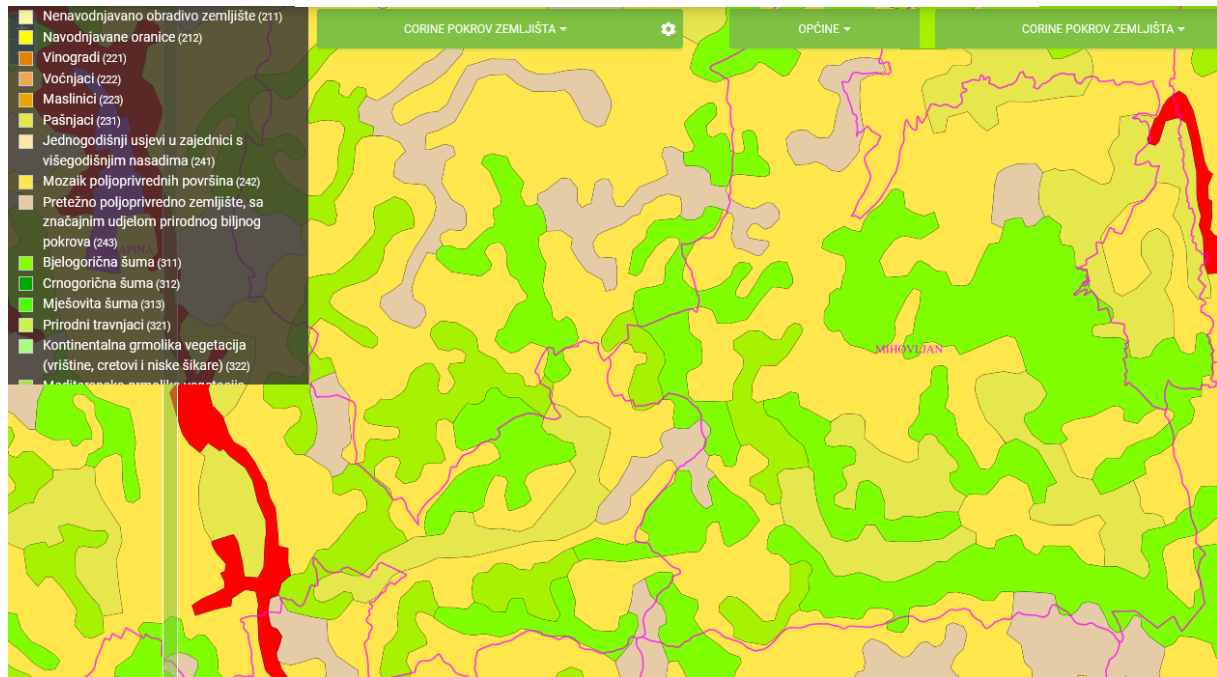 Nenavodnjavano obradivo zemljište (211)
Navodnjavane oranice (212)
Vinogradi (221)
Voćnjaci (222)
Maslinici (223)
Pašnjaci (231)
Jednogodišnji usjevi u zajednici s
višegodišnjim nasadima (241)
Mozaik poljoprivrednih površina (242)
Pretežno poljoprivredno zemljište, sa
značajnim udjelom prirodnog biljnog
pokrova (243)
Bjelogorična šuma (311)
Crnogorična šuma (312)
Mješovita šuma (313)
Prirodni travnjaci (321)
Kontinentalna grmolika vegetacija
(vrištine, cretovi i niske šikare) (322)
Mediteranska grmolika vegetacija
CORINE POKROV ZEMLJIŠTA
OPĆINE
CORINE POKROV ZEMLJIŠTA
MIHOVLJAN